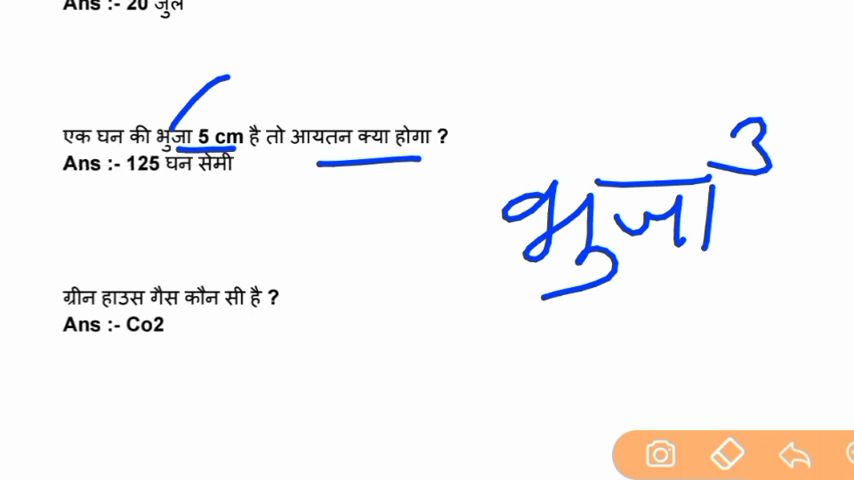 Ans :- 20 जुल
एक घन की भुजा 5 cm है तो आयतन क्या होगा ?
Ans :- 125 घन सेमी
भुजा 3
ग्रीन हाउस गैस कौन सी है ?
Ans :- Co2